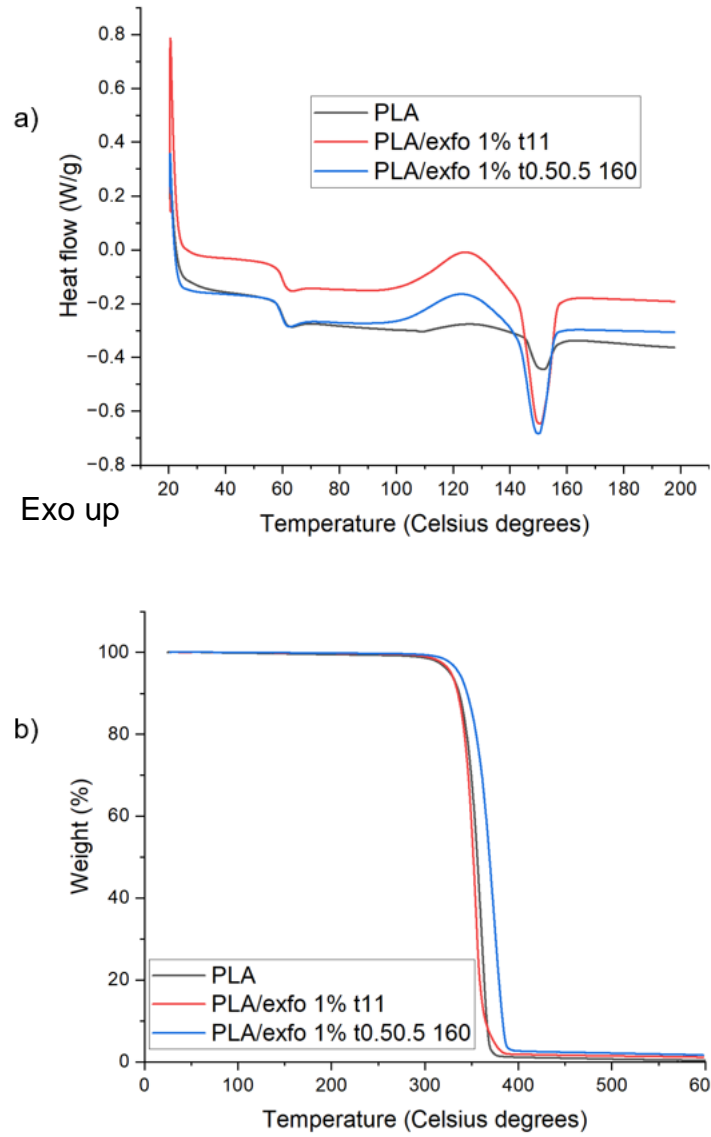 a)
Heat flow (W/g)
0.8
0.6
0.4
0.2
0.0
−0.2
−0.4
−0.6
−0.8
PLA
PLA/exfo 1% t11
PLA/exfo 1% t0.50.5 160
20 40 60 80 100 120 140 160 180 200
Exo up
Temperature (Celsius degrees)
b)
Weight (%)
100
80
60
40
20
0
PLA
PLA/exfo 1% t11
PLA/exfo 1% t0.50.5 160
0 100 200 300 400 500 60
Temperature (Celsius degrees)